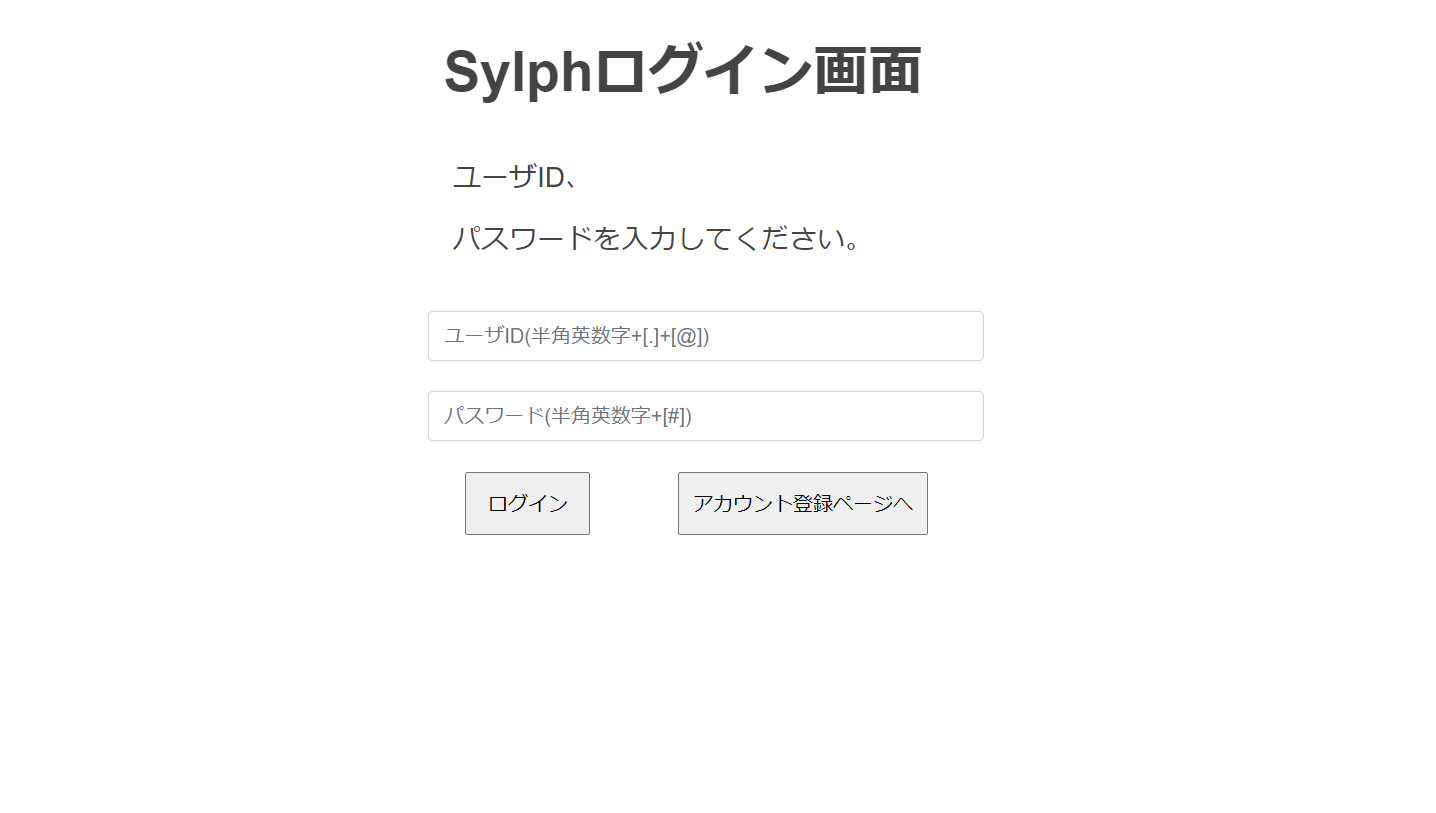 Sylphログイン画面
ユーザID、
パスワードを入力してください。
ユーザID(半角英数字+[.]+[@])
パスワード(半角英数字+[#])
ログイン
アカウント登録ページへ